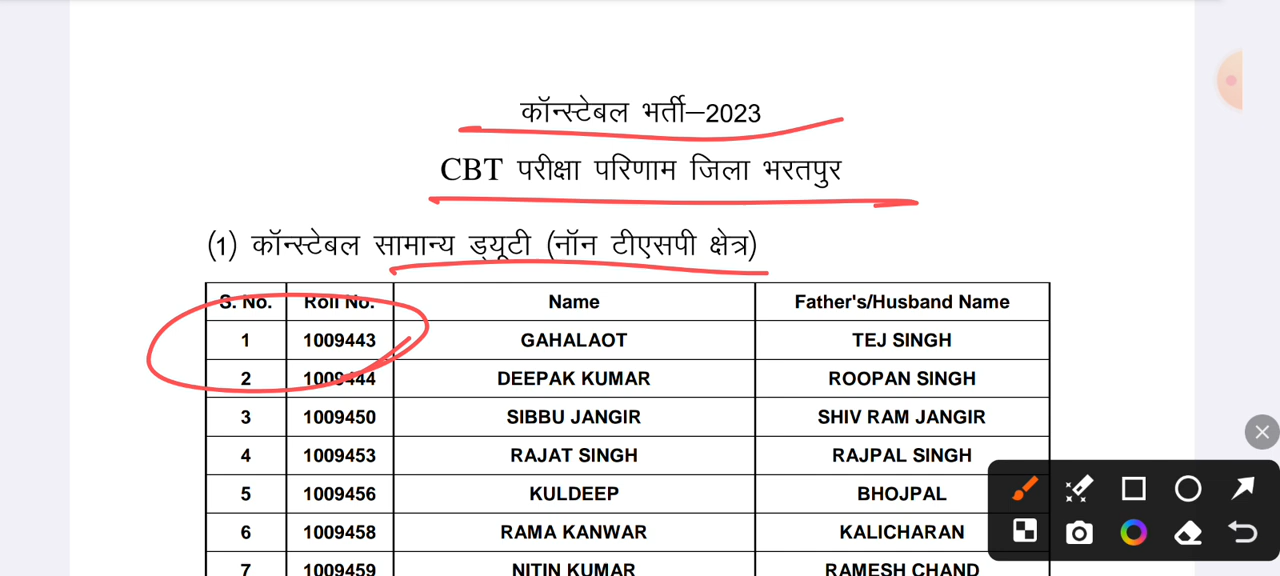 कॉन्स्टेबल भर्ती–2023
CBT परीक्षा परिणाम जिला भरतपुर
(1) कॉन्स्टेबल सामान्य ड्यूटी (नॉन टीएसपी क्षेत्र)
S. No. Roll No. Name Father's/Husband Name
1 1009443 GAHALAOT TEJ SINGH
2 1009444 DEEPAK KUMAR ROOPAN SINGH
3 1009450 SIBBU JANGIR SHIV RAM JANGIR
4 1009453 RAJAT SINGH RAJPAL SINGH
5 1009456 KULDEEP BHOJPAL
6 1009458 RAMA KANWAR KALICHARAN
7 1009459 NITIN KUMAR RAMESH CHAND